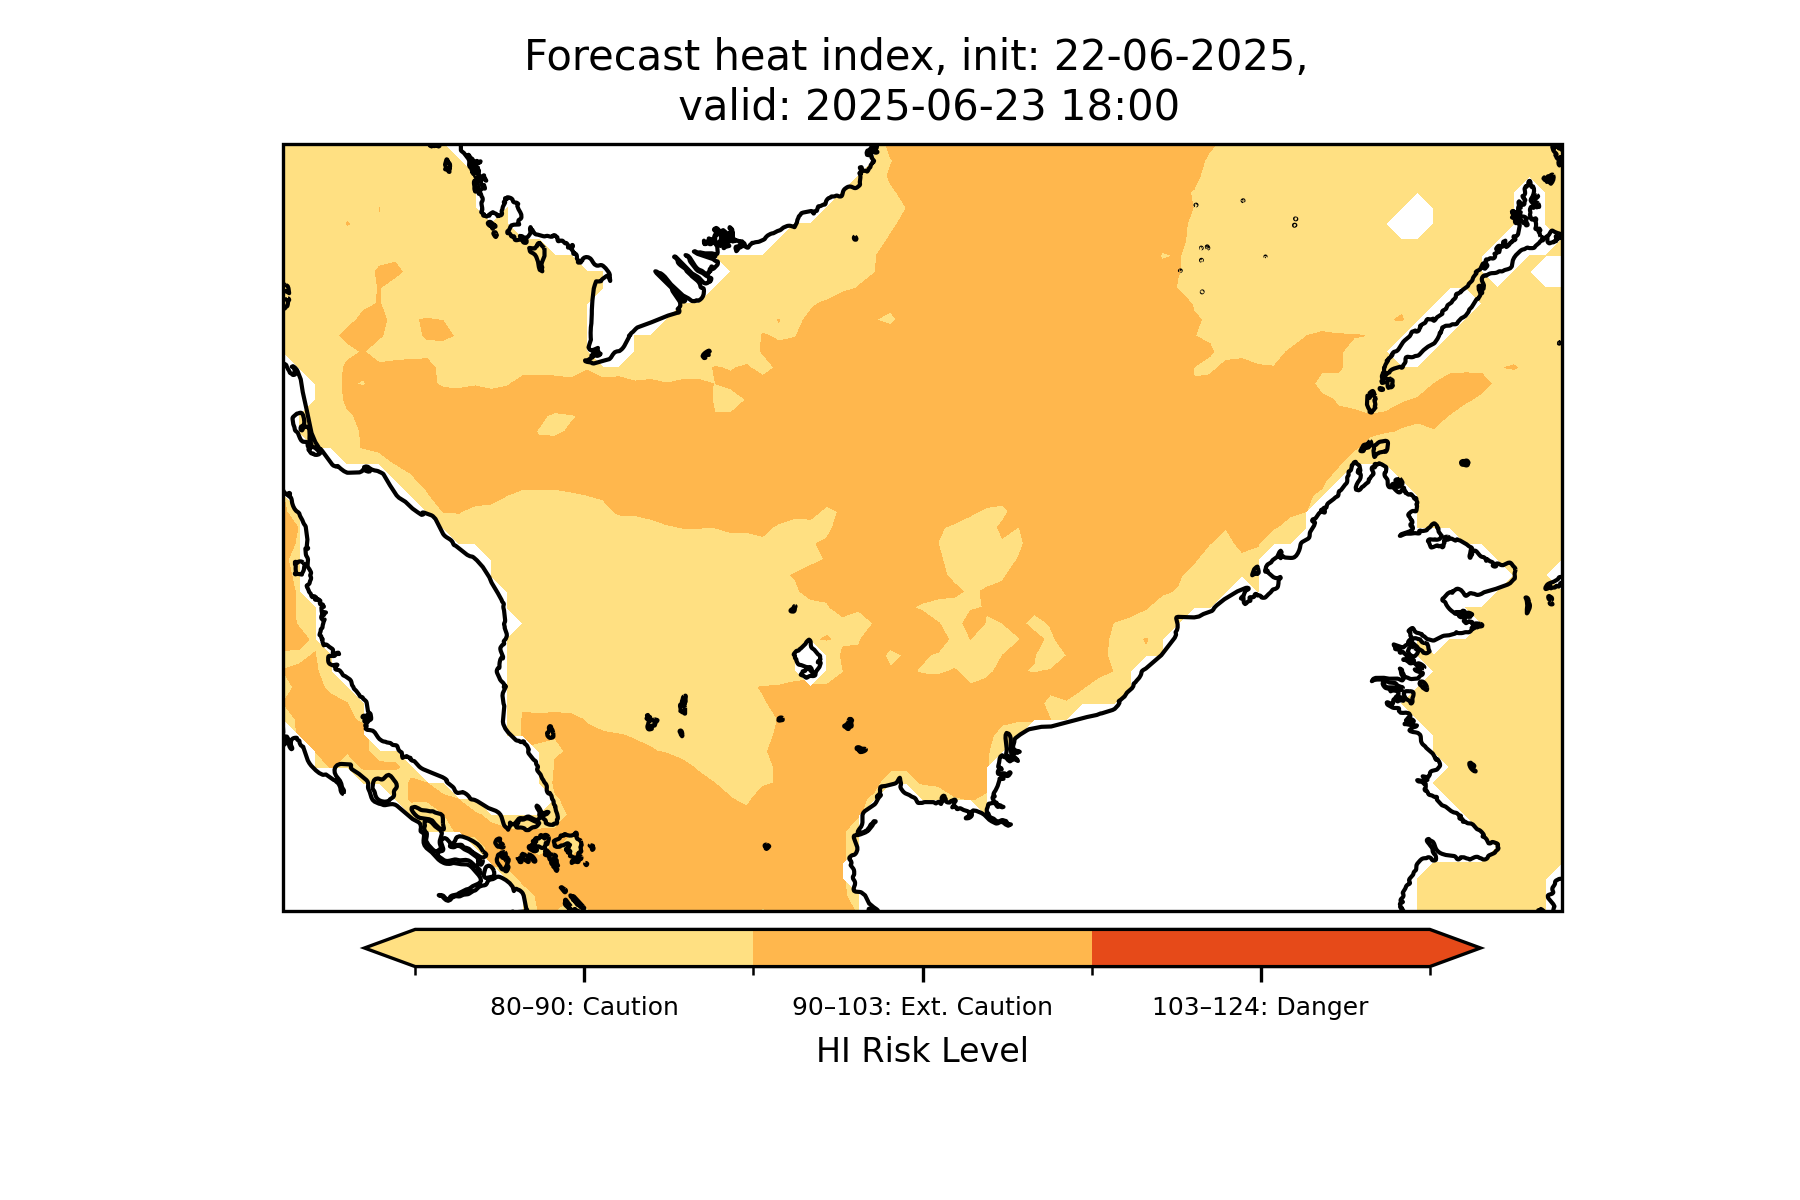 Forecast heat index, init: 22-06-2025,
valid: 2025-06-23 18:00
80–90: Caution
90–103: Ext. Caution
103–124: Danger
HI Risk Level